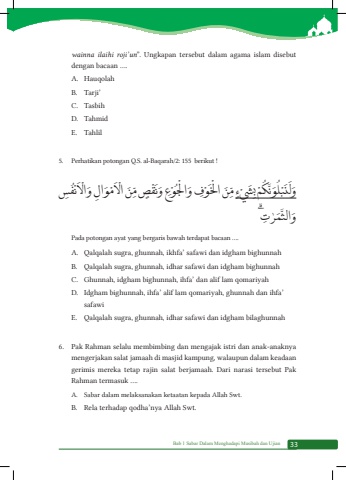 wainna ilaihi roji'un". Ungkapan tersebut dalam agama islam disebut
dengan bacaan ....
A. Hauqolah
B. Tarji'
C. Tasbih
D. Tahmid
E. Tahlil
5. Perhatikan potongan Q.S. al-Baqarah/2: 155 berikut !
وَلَنَبْلُوَنَّكُمْ بِشَيْءٍ مِّنَ الْخَوْفِ وَالْجُوْعِ وَنَقْصٍ مِّنَ الْاَمْوَالِ وَالْاَنْفُسِ
وَالثَّمَرٰتِۗ
Pada potongan ayat yang bergaris bawah terdapat bacaan ....
A. Qalqalah sugra, ghunnah, ikhfa' safawi dan idgham bighunnah
B. Qalqalah sugra, ghunnah, idhar safawi dan idgham bighunnah
C. Ghunnah, idgham bighunnah, ihfa' dan alif lam qomariyah
D. Idgham bighunnah, ihfa' alif lam qomariyah, ghunnah dan ihfa'
safawi
E. Qalqalah sugra, ghunnah, idhar safawi dan idgham bilaghunnah
6. Pak Rahman selalu membimbing dan mengajak istri dan anak-anaknya
mengerjakan salat jamaah di masjid kampung, walaupun dalam keadaan
gerimis mereka tetap rajin salat berjamaah. Dari narasi tersebut Pak
Rahman termasuk ....
A. Sabar dalam melaksanakan ketaatan kepada Allah Swt.
B. Rela terhadap qodha'nya Allah Swt.
Bab 1 Sabar Dalam Menghadapi Musibah dan Ujian 33